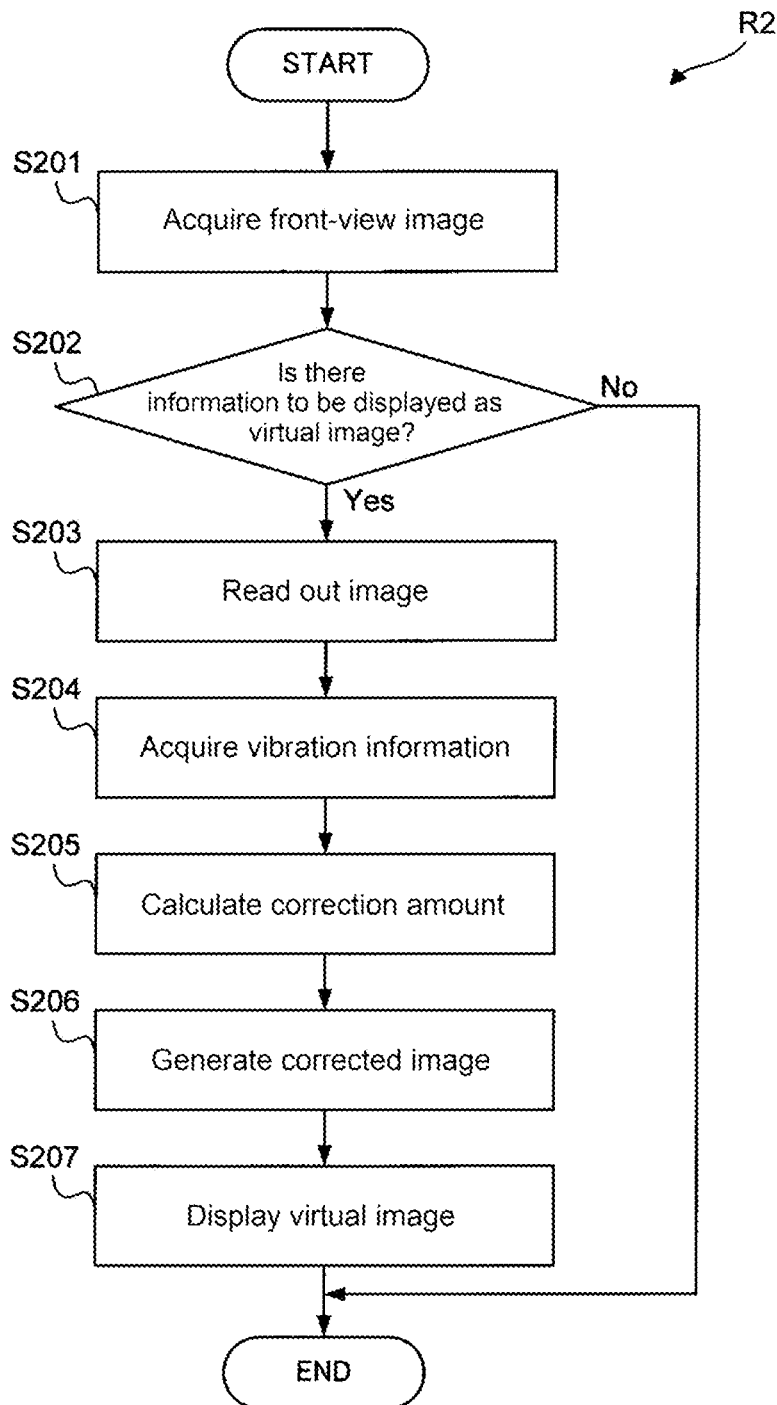 R2
START
S201
Acquire front-view image
S202
Is there
information to be displayed as
virtual image?
No
Yes
S203
Read out image
S204
Acquire vibration information
S205
Calculate correction amount
S206
Generate corrected image
S207
Display virtual image
END